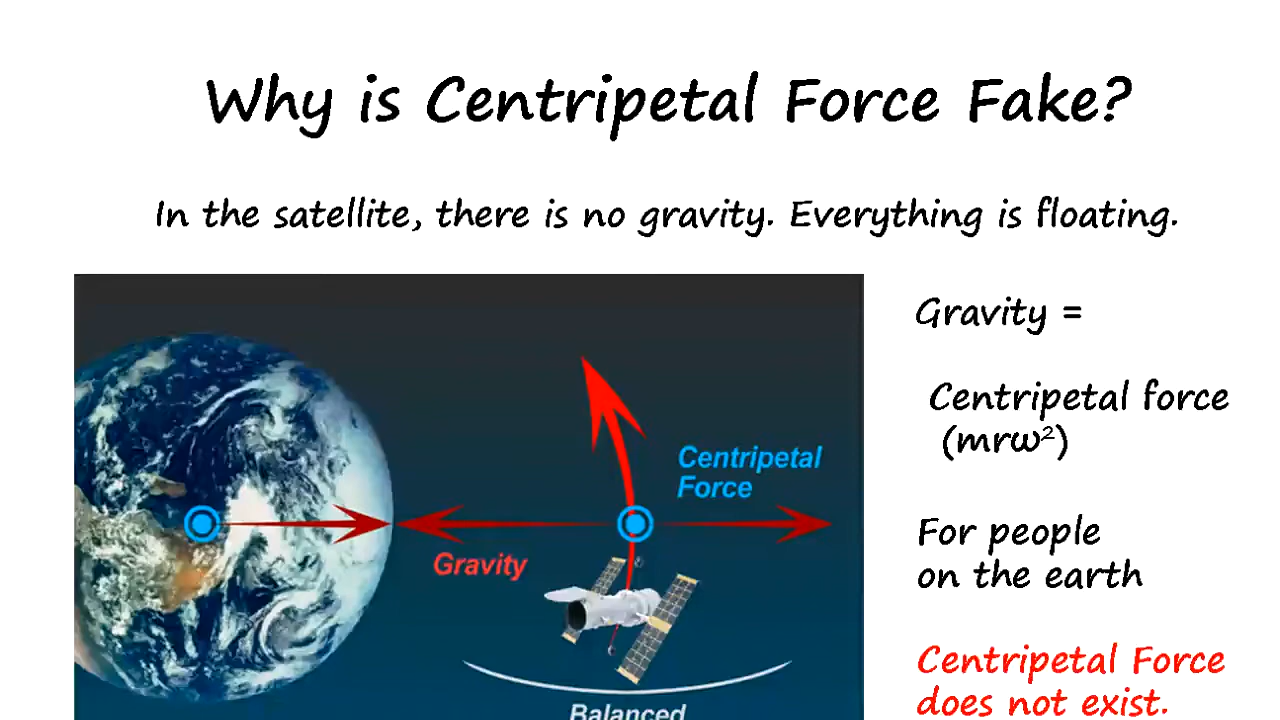 Why is Centripetal Force Fake?
In the satellite, there is no gravity. Everything is floating.
Gravity =
Centripetal force
(mrω²)
Centripetal
Force
Gravity
For people
on the earth
Centripetal Force
does not exist.
Balanced